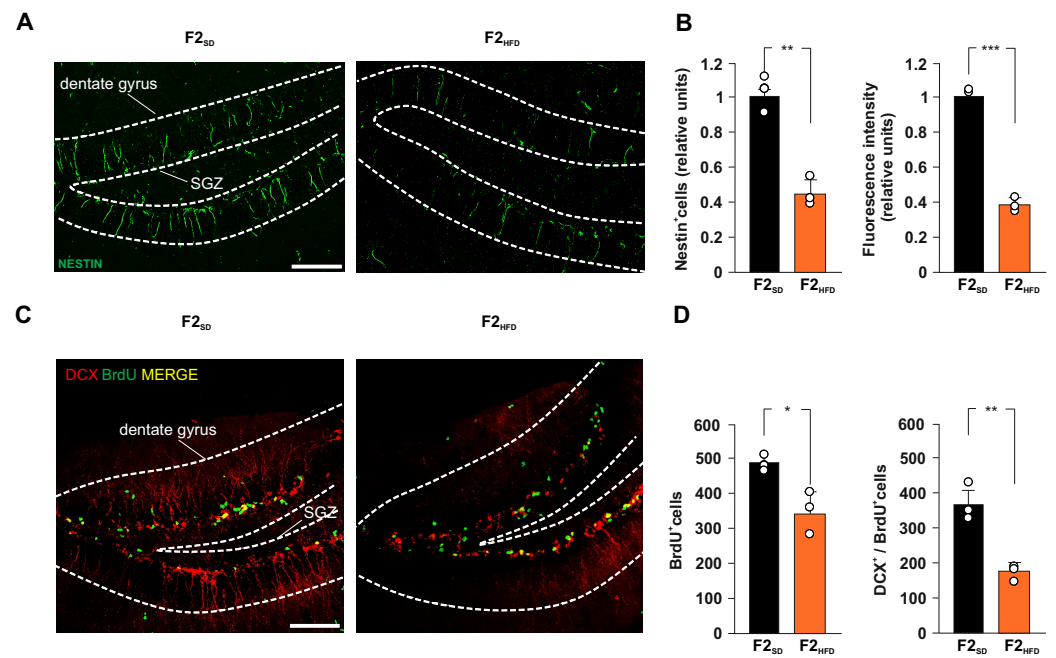 A
F2SD
F2HFD
dentate gyrus
SGZ
NESTIN
B
**
1.2
1
0.8
0.6
0.4
0.2
0
Nestin+cells (relative units)
F2SD
F2HFD
***
1.2
1
0.8
0.6
0.4
0.2
0
Fluorescence intensity
(relative units)
F2SD
F2HFD
C
F2SD
F2HFD
DCX BrdU MERGE
dentate gyrus
SGZ
D
*
600
500
400
300
200
100
0
BrdU+cells
F2SD
F2HFD
**
600
500
400
300
200
100
0
DCX+ / BrdU+cells
F2SD
F2HFD